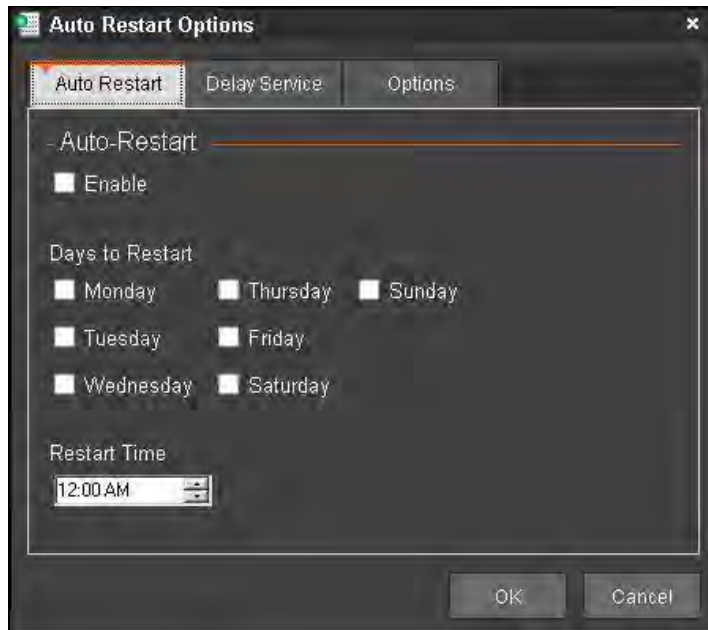 Auto Restart Options
Auto Restart Delay Service Options
Auto-Restart
Enable
Days to Restart
Monday Thursday Sunday
Tuesday Friday
Wednesday Saturday
Restart Time
12:00 AM
OK Cancel